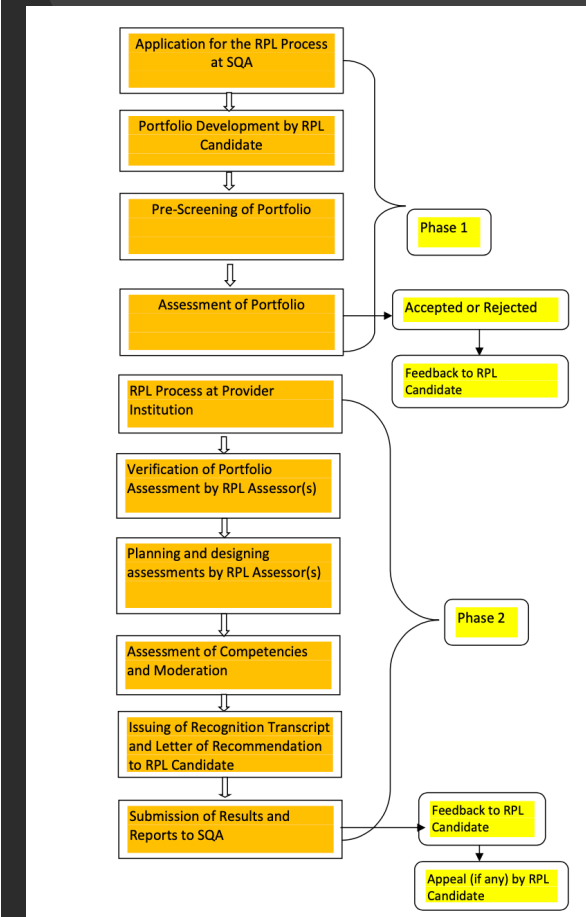 Application for the RPL Process
at SQA
Portfolio Development by RPL
Candidate
Pre-Screening of Portfolio
Phase 1
Assessment of Portfolio
Accepted or Rejected
Feedback to RPL
Candidate
RPL Process at Provider
Institution
Verification of Portfolio
Assessment by RPL Assessor(s)
Planning and designing
assessments by RPL Assessor(s)
Phase 2
Assessment of Competencies
and Moderation
Issuing of Recognition Transcript
and Letter of Recommendation
to RPL Candidate
Submission of Results and
Reports to SQA
Feedback to RPL
Candidate
Appeal (if any) by RPL
Candidate